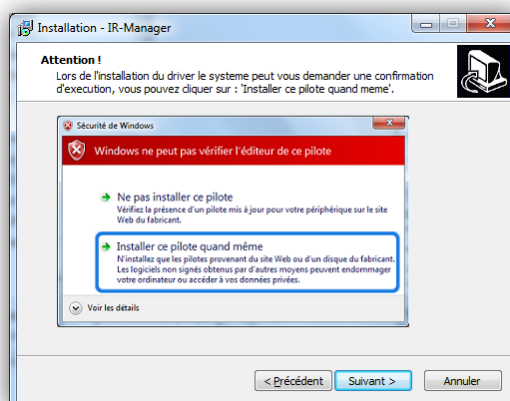 Installation - IR-Manager
Attention !
Lors de l'installation du driver le systeme peut vous demander une confirmation
d'execution, vous pouvez cliquer sur : 'Installer ce pilote quand meme'.
Sécurité de Windows
Windows ne peut pas vérifier l'éditeur de ce pilote
Ne pas installer ce pilote
Vérifiez la présence d'un pilote mis à jour pour votre périphérique sur le site
Web du fabricant.
Installer ce pilote quand même
N'installez que les pilotes provenant du site Web ou d'un disque du fabricant.
Les logiciels non signés obtenus par d'autres moyens peuvent endommager
votre ordinateur ou accéder à vos données privées.
Voir les détails
< Précédent Suivant > Annuler